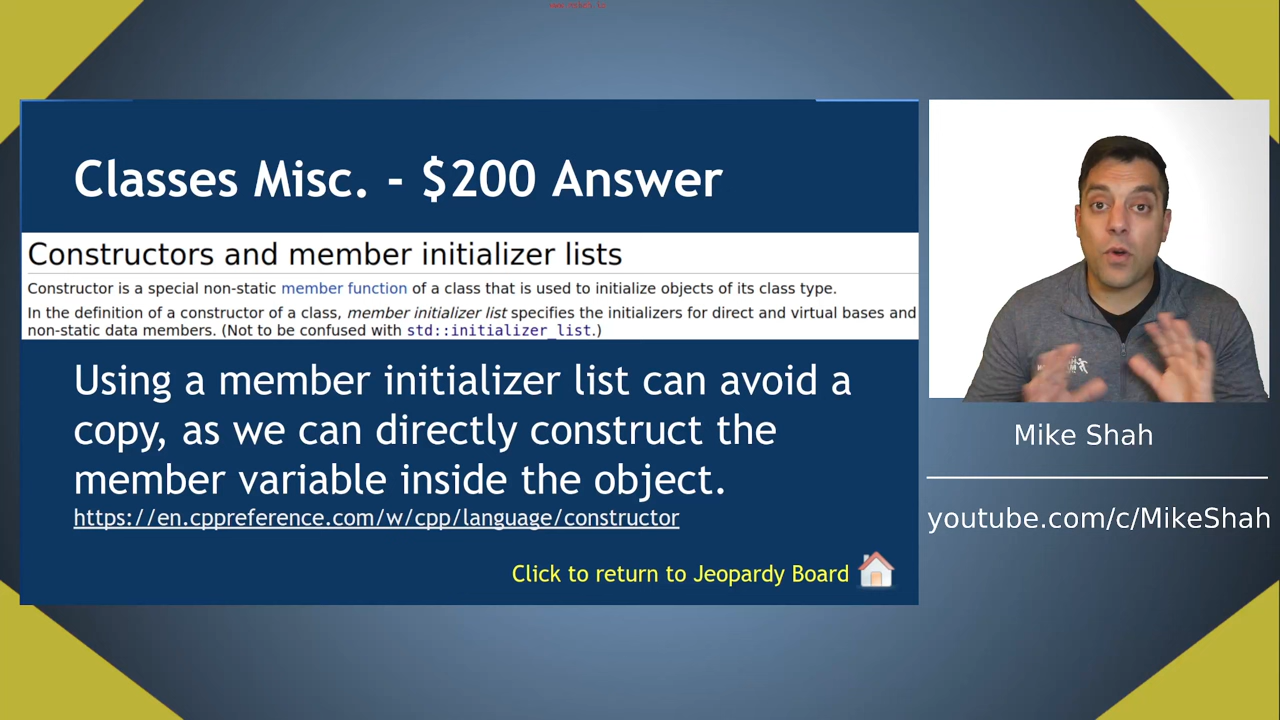 Classes Misc. - $200 Answer
Constructors and member initializer lists
Constructor is a special non-static member function of a class that is used to initialize objects of its class type.
In the definition of a constructor of a class, member initializer list specifies the initializers for direct and virtual bases and
non-static data members. (Not to be confused with std::initializer_list.)
Using a member initializer list can avoid a
copy, as we can directly construct the
member variable inside the object.
https://en.cppreference.com/w/cpp/language/constructor
Click to return to Jeopardy Board
Mike Shah
youtube.com/c/MikeShah